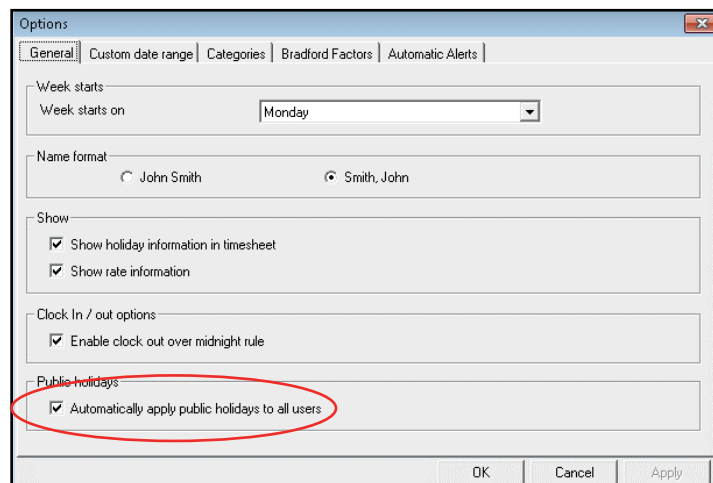 Options
General Custom date range Categories Bradford Factors Automatic Alerts
Week starts
Week starts on Monday
Name format
John Smith Smith, John
Show
Show holiday information in timesheet
Show rate information
Clock In / out options
Enable clock out over midnight rule
Public holidays
Automatically apply public holidays to all users
OK Cancel Apply